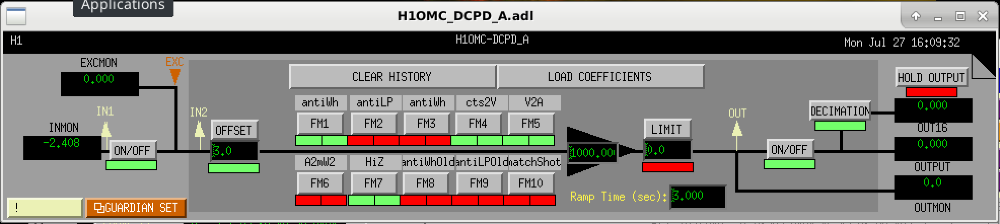 Applications
H1OMC_DCPD_A.adl
H1
H1OMC-DCPD_A
Mon Jul 27 16:09:32
EXCMON
0.000
EXC
CLEAR HISTORY
LOAD COEFFICIENTS
HOLD OUTPUT
IN1
IN2
antiWh
antiLP
antiWh
cts2V
V2A
OUT
DECIMATION
0.000
OUT16
INMON
-2.408
ON/OFF
OFFSET
3.0
FM1
FM2
FM3
FM4
FM5
1000.00
LIMIT
0.0
ON/OFF
0.000
OUTPUT
A2mW2
HiZ
antiWhOld
antiLPOld
matchShot
FM6
FM7
FM8
FM9
FM10
Ramp Time (sec):
3.000
0.0
OUTMON
!
GUARDIAN SET